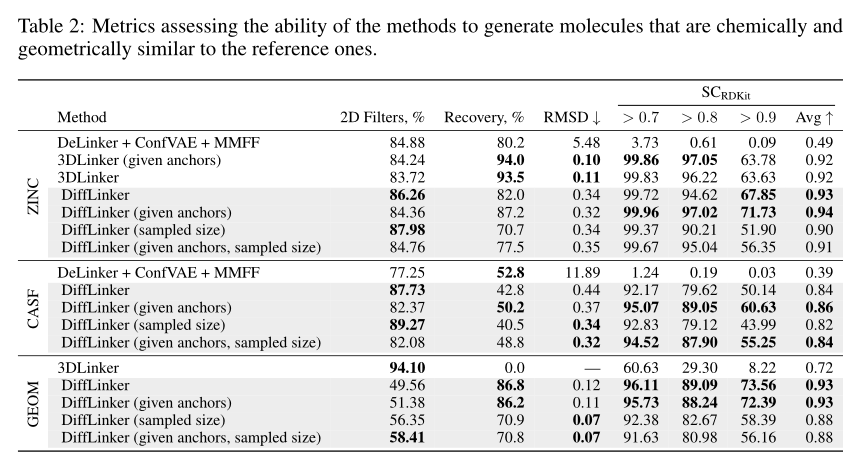 Table 2: Metrics assessing the ability of the methods to generate molecules that are chemically and
geometrically similar to the reference ones.
SC_RDKit
Method 2D Filters, % Recovery, % RMSD ↓ > 0.7 > 0.8 > 0.9 Avg ↑
ZINC
DeLinker + ConfVAE + MMFF 84.88 80.2 5.48 3.73 0.61 0.09 0.49
3DLinker (given anchors) 84.24 94.0 0.10 99.86 97.05 63.78 0.92
3DLinker 83.72 93.5 0.11 99.83 96.22 63.63 0.92
DiffLinker 86.26 82.0 0.34 99.72 94.62 67.85 0.93
DiffLinker (given anchors) 84.36 87.2 0.32 99.96 97.02 71.73 0.94
DiffLinker (sampled size) 87.98 70.7 0.34 99.37 90.21 51.90 0.90
DiffLinker (given anchors, sampled size) 84.76 77.5 0.35 99.67 95.04 56.35 0.91
CASF
DeLinker + ConfVAE + MMFF 77.25 52.8 11.89 1.24 0.19 0.03 0.39
DiffLinker 87.73 42.8 0.44 92.17 79.62 50.14 0.84
DiffLinker (given anchors) 82.37 50.2 0.37 95.07 89.05 60.63 0.86
DiffLinker (sampled size) 89.27 40.5 0.34 92.83 79.12 43.99 0.82
DiffLinker (given anchors, sampled size) 82.08 48.8 0.32 94.52 87.90 55.25 0.84
GEOM
3DLinker 94.10 0.0 — 60.63 29.30 8.22 0.72
DiffLinker 49.56 86.8 0.12 96.11 89.09 73.56 0.93
DiffLinker (given anchors) 51.38 86.2 0.11 95.73 88.24 72.39 0.93
DiffLinker (sampled size) 56.35 70.9 0.07 92.38 82.67 58.39 0.88
DiffLinker (given anchors, sampled size) 58.41 70.8 0.07 91.63 80.98 56.16 0.88